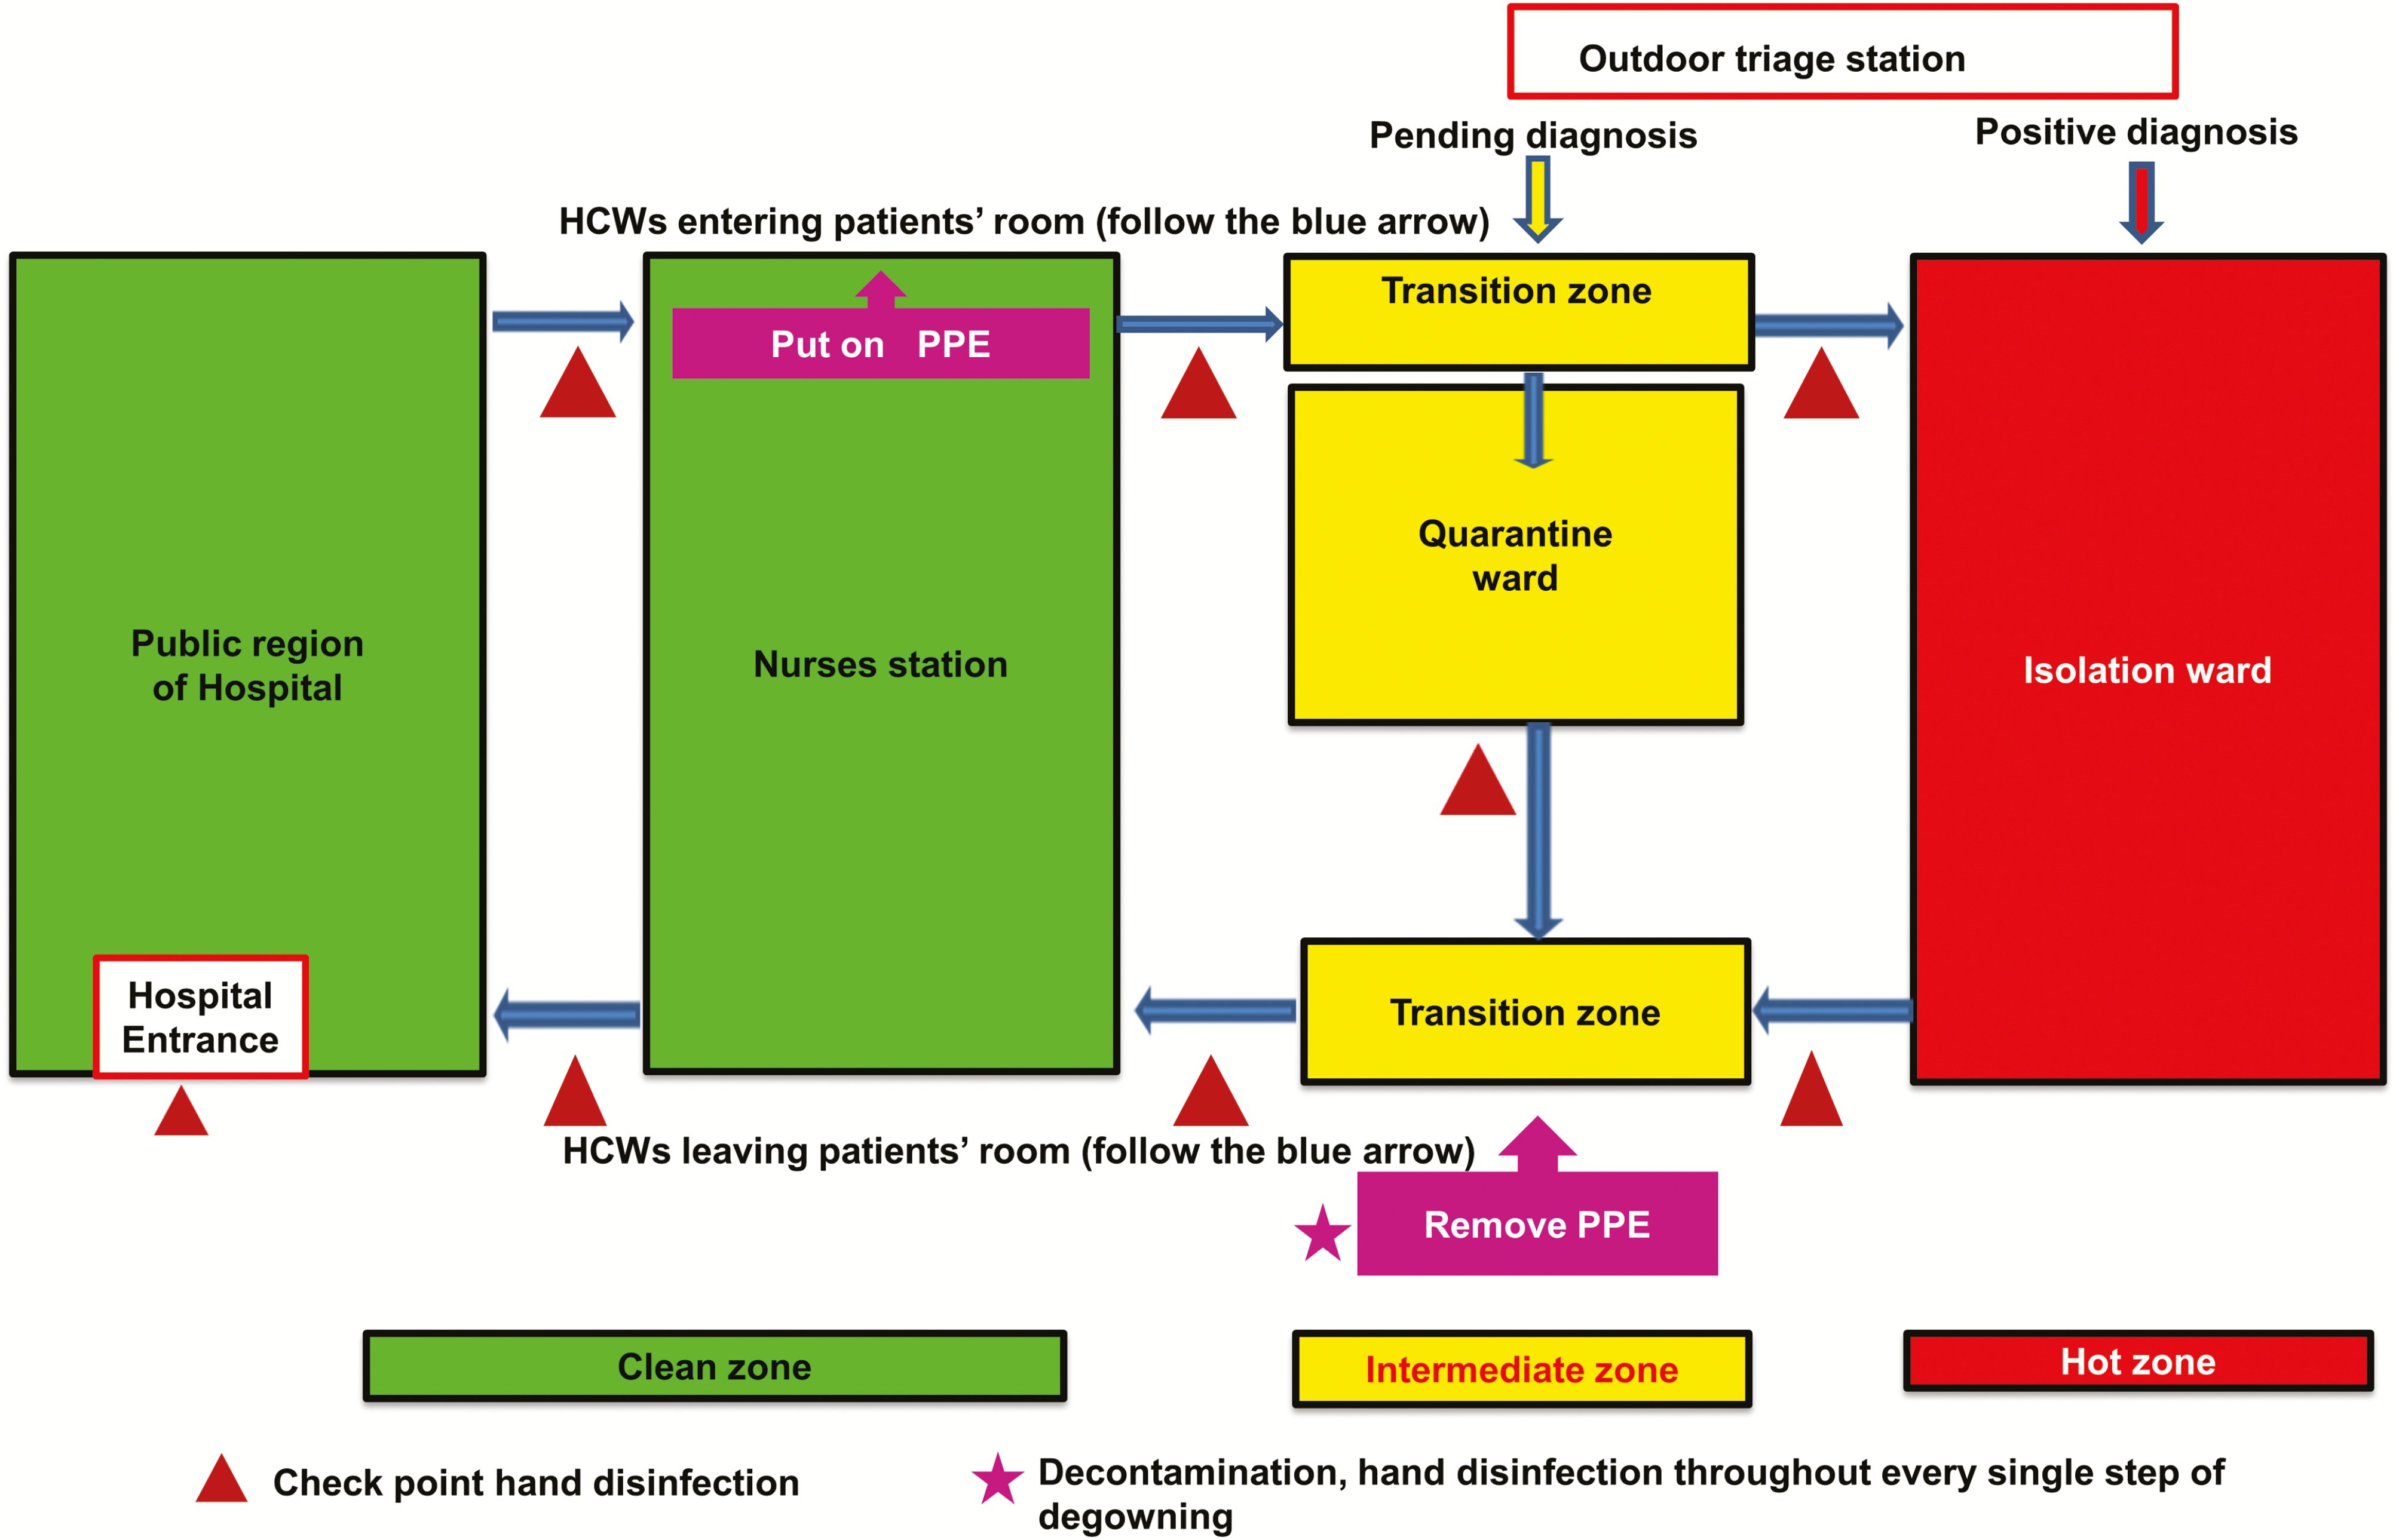 Outdoor triage station
Pending diagnosis
Positive diagnosis
HCWs entering patients’ room (follow the blue arrow)
Put on PPE
Transition zone
Quarantine
ward
Public region
of Hospital
Nurses station
Isolation ward
Hospital
Entrance
Transition zone
HCWs leaving patients’ room (follow the blue arrow)
Remove PPE
Clean zone
Intermediate zone
Hot zone
Check point hand disinfection
Decontamination, hand disinfection throughout every single step of
degowning